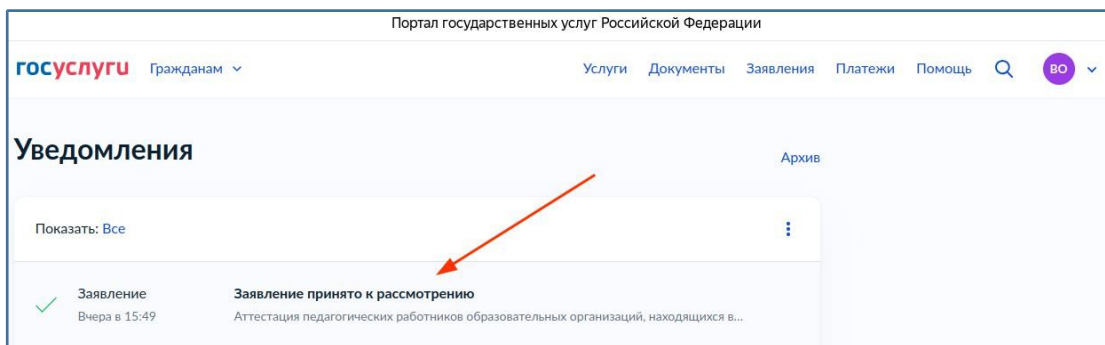 Портал государственных услуг Российской Федерации
госуслуги Гражданам Услуги Документы Заявления Платежи Помощь ВО
Уведомления
Архив
Показать: Все
Заявление Заявление принято к рассмотрению
Вчера в 15:49 Аттестация педагогических работников образовательных организаций, находящихся в...